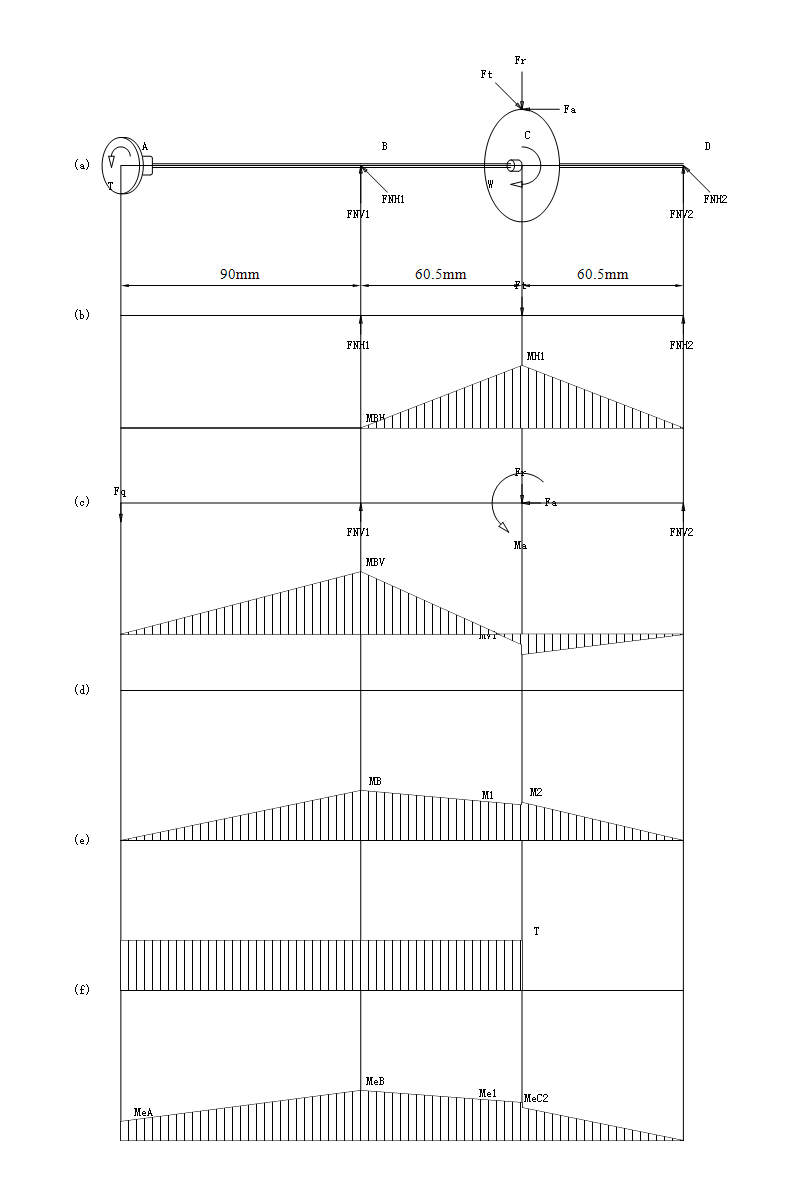 Fr
Ft
Fa
A
B
C
D
(a)
T
W
FNH1
FNH2
FNV1
FNV2
90mm
60.5mm
60.5mm
Ft
(b)
FNH1
FNH2
MH1
MBH
Fr
Fq
(c)
Fa
FNV1
FNV2
Ma
MBV
MV1
(d)
MB
M1
M2
(e)
T
(f)
MeB
Me1
MeC2
MeA